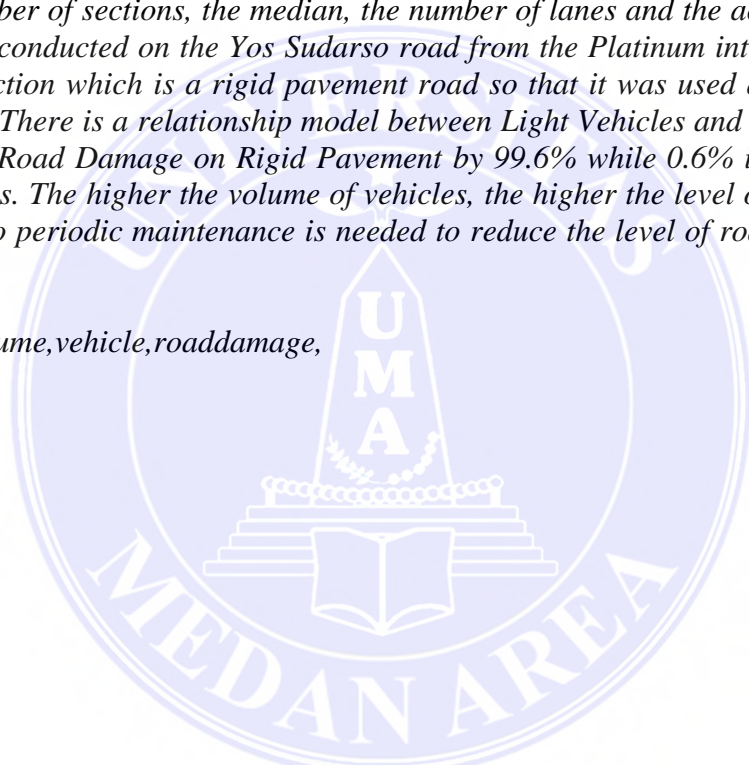 ber of sections, the median, the number of lanes and the a
conducted on the Yos Sudarso road from the Platinum int
ction which is a rigid pavement road so that it was used
There is a relationship model between Light Vehicles and
Road Damage on Rigid Pavement by 99.6% while 0.6% i
s. The higher the volume of vehicles, the higher the level o
o periodic maintenance is needed to reduce the level of ro
ume,vehicle,roaddamage,
UNIVERSITAS
UMA
MEDAN AREA